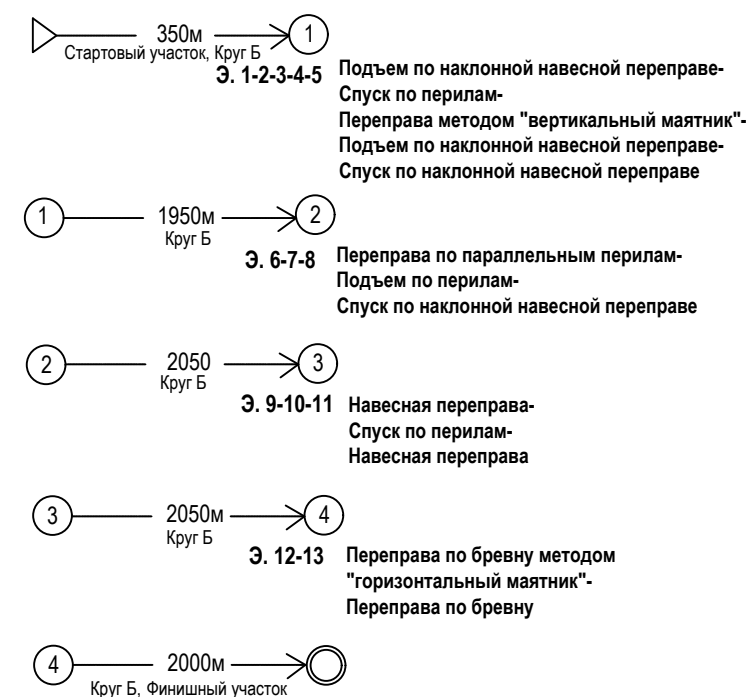 350м
1
Стартовый участок, Круг Б
Э. 1-2-3-4-5
Подъем по наклонной навесной переправе-
Спуск по перилам-
Переправа методом "вертикальный маятник"-
Подъем по наклонной навесной переправе-
Спуск по наклонной навесной переправе
1 1950м 2
Круг Б
Э. 6-7-8
Переправа по параллельным перилам-
Подъем по перилам-
Спуск по наклонной навесной переправе
2 2050 3
Круг Б
Э. 9-10-11
Навесная переправа-
Спуск по перилам-
Навесная переправа
3 2050м 4
Круг Б
Э. 12-13
Переправа по бревну методом
"горизонтальный маятник"-
Переправа по бревну
4 2000м
Круг Б, Финишный участок